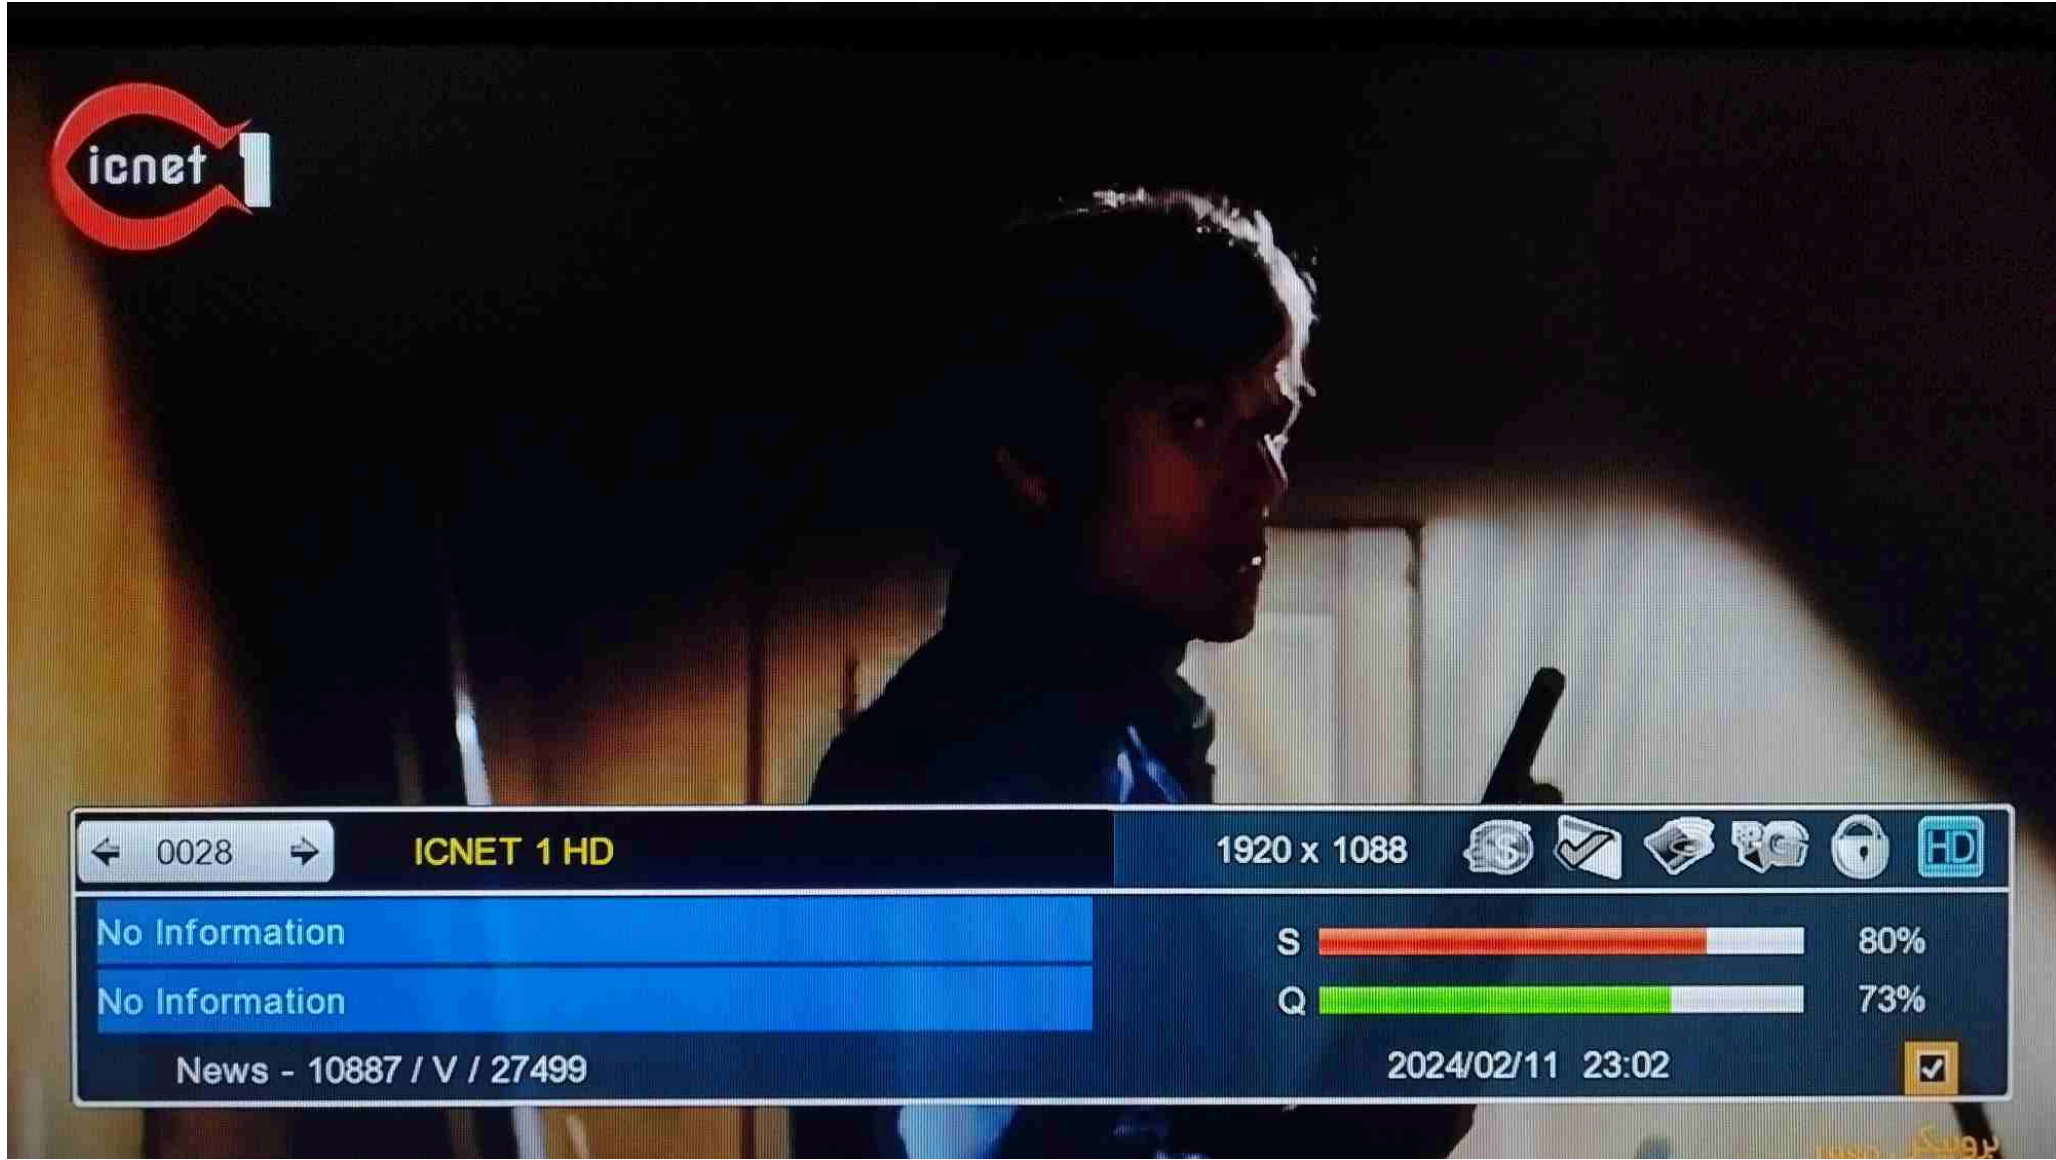 icnet 1
0028
ICNET 1 HD
1920 x 1088
HD
No Information
No Information
S 80%
Q 73%
News - 10887 / V / 27499
2024/02/11 23:02